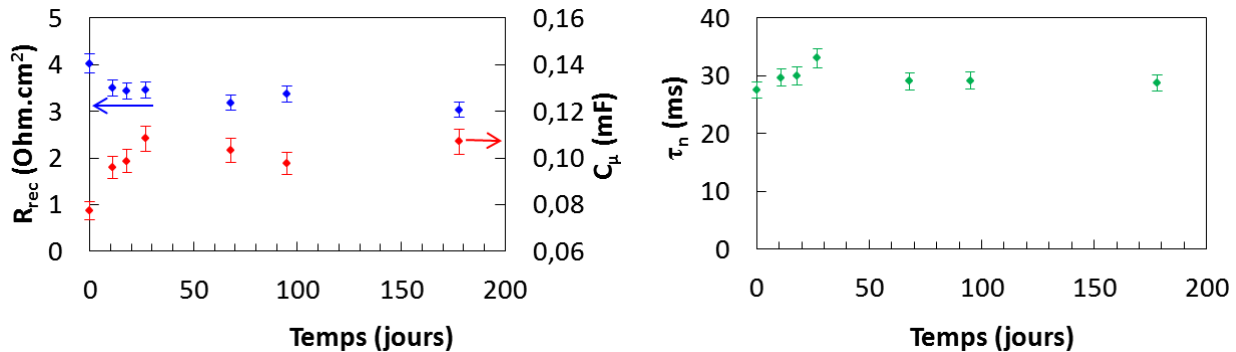 R_rec (Ohm.cm²)
5
4
3
2
1
0
0,16
0,14
0,12
0,10
0,08
0,06
C_μ (mF)
0 50 100 150 200
Temps (jours)
τ_n (ms)
40
30
20
10
0
0 50 100 150 200
Temps (jours)